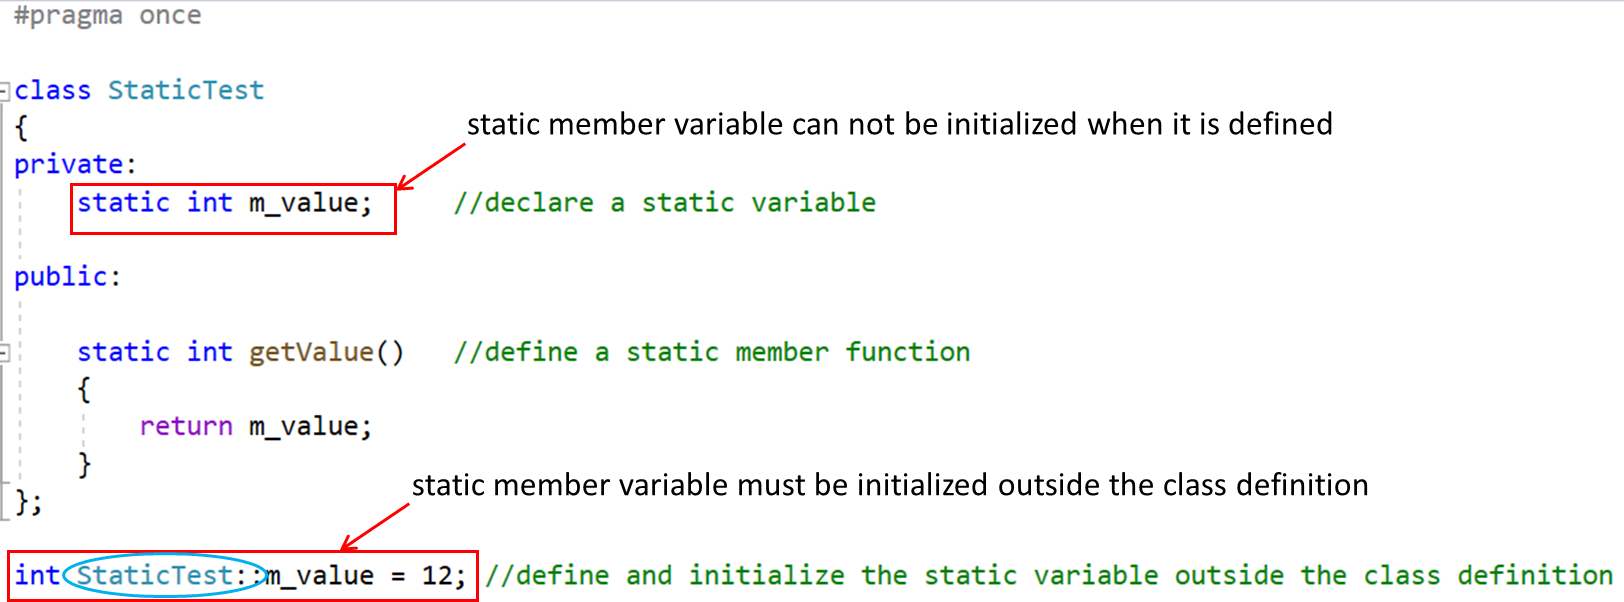 #pragma once
class StaticTest
{
static member variable can not be initialized when it is defined
private:
static int m_value; //declare a static variable
public:
static int getValue() //define a static member function
{
return m_value;
}
static member variable must be initialized outside the class definition
};
int StaticTest::m_value = 12; //define and initialize the static variable outside the class definition